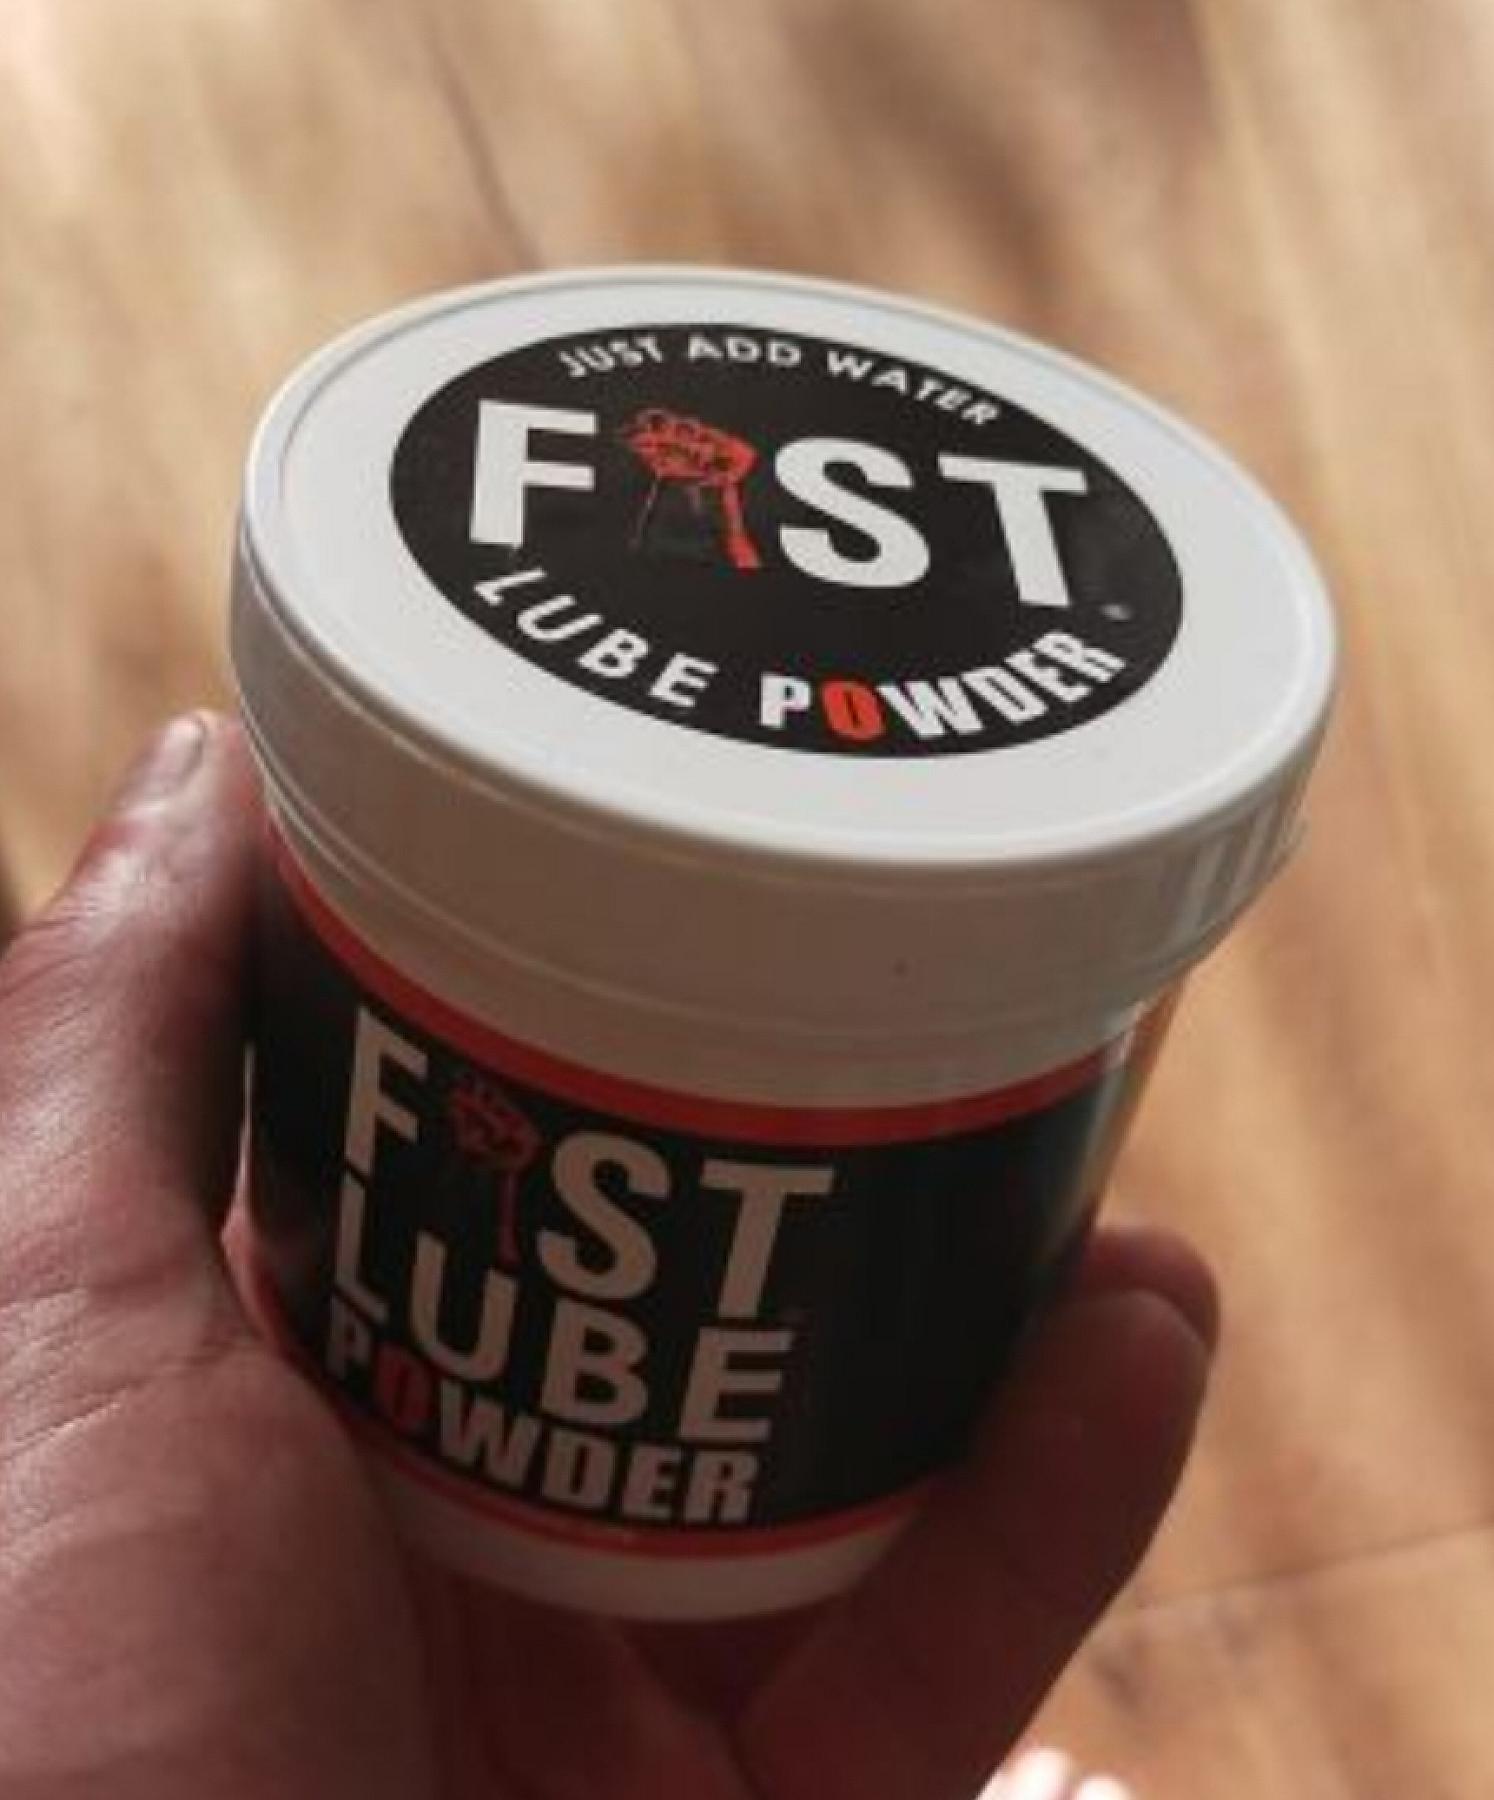 JUST ADD WATER
FIST
LUBE POWDER
FIST
LUBE
POWDER